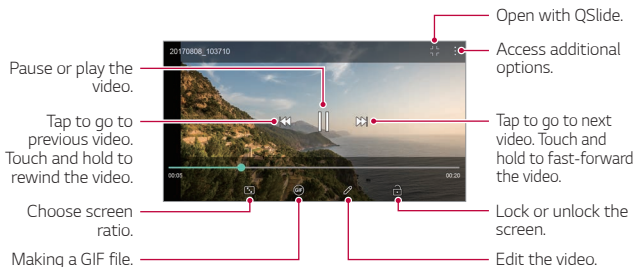 Open with QSlide.
20170808_103710
Access additional
options.
Pause or play the
video.
Tap to go to
previous video.
Touch and hold to
rewind the video.
Tap to go to next
video. Touch and
hold to fast-forward
the video.
00:05
00:20
GIF
Choose screen
ratio.
Lock or unlock the
screen.
Making a GIF file.
Edit the video.